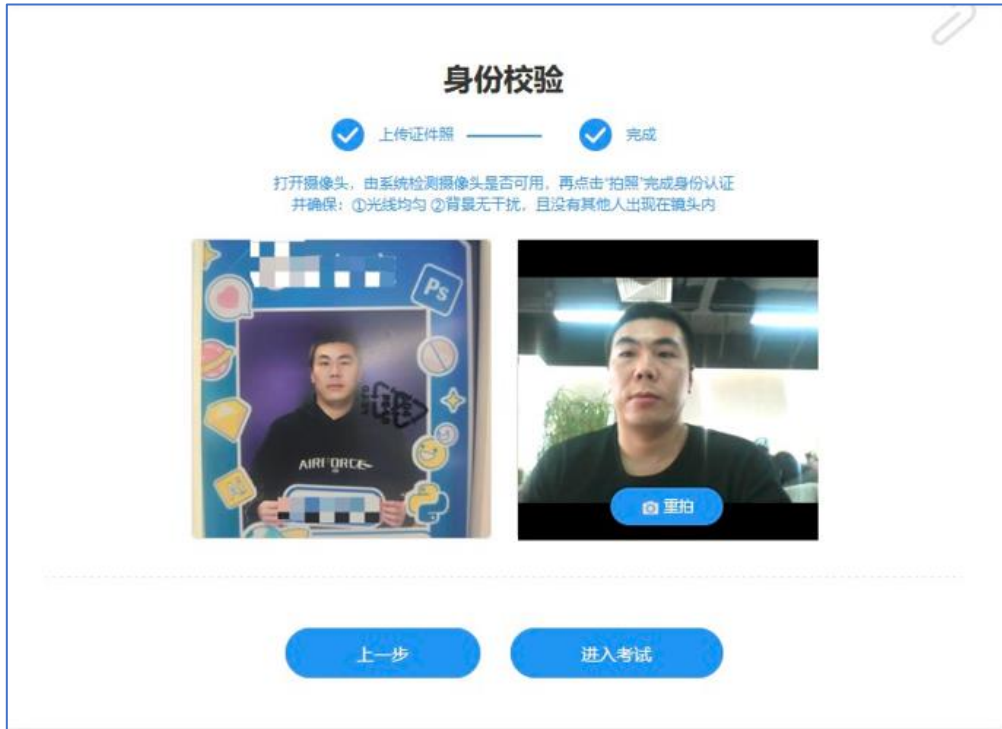 身份校验
上传证件照
完成
打开摄像头，由系统检测摄像头是否可用，再点击“拍照”完成身份认证
并确保：①光线均匀 ②背景无干扰，且没有其他人出现在镜头内
Ps
AIRFORCE
重拍
上一步
进入考试